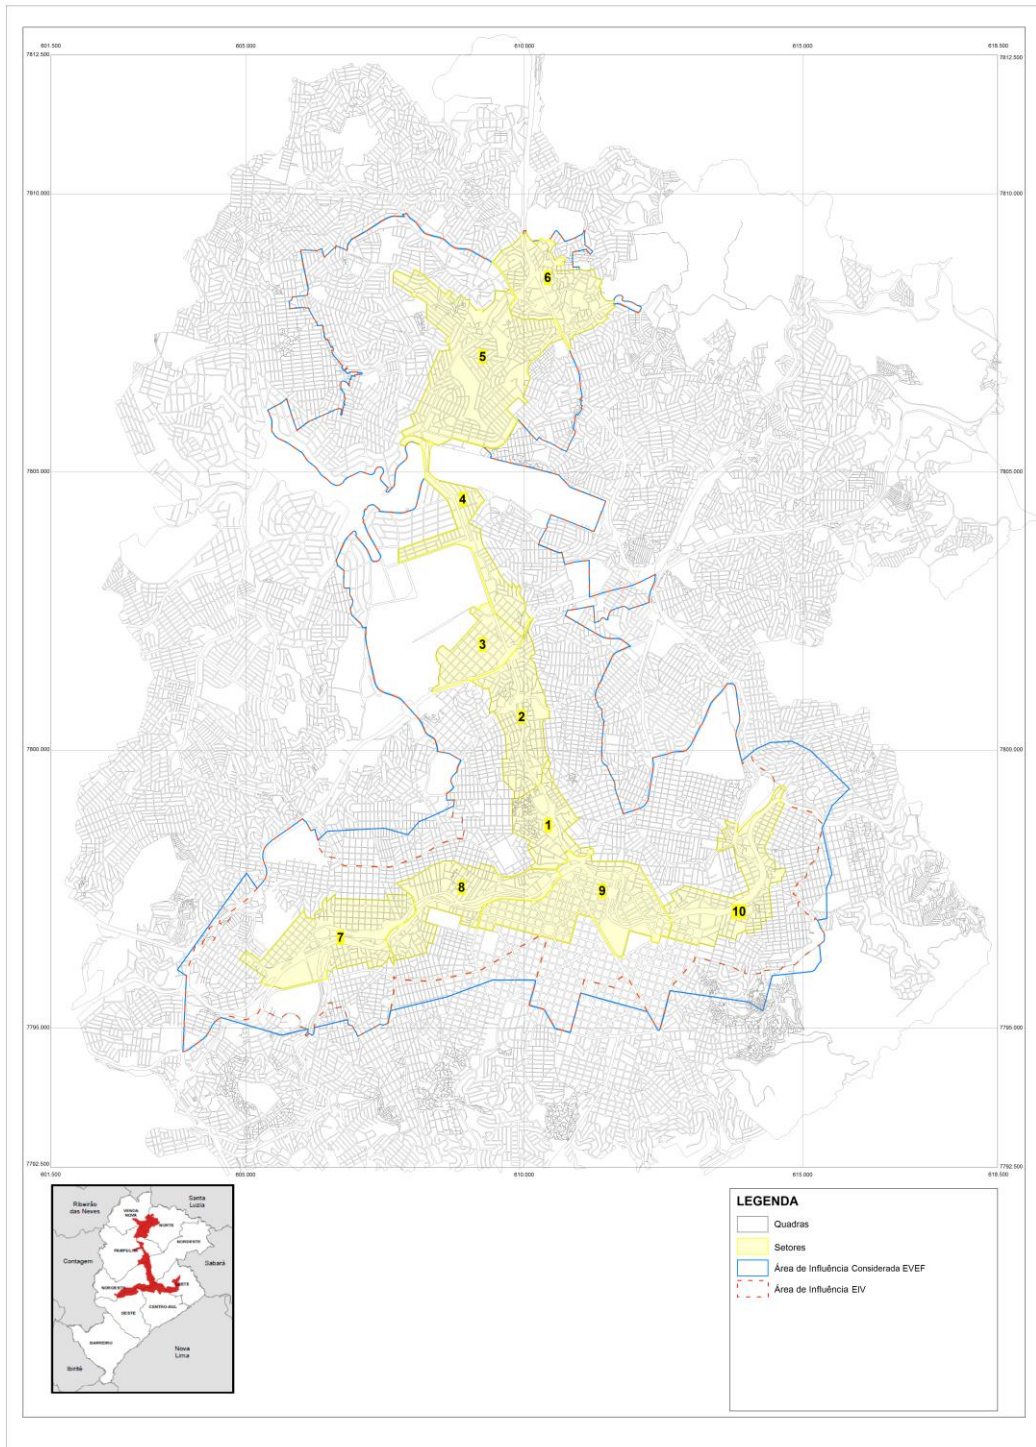 601.500
605.000
610.000
615.000
618.500
7812.500
7812.500
7810.000
7810.000
6
5
7805.000
7805.000
4
3
2
7800.000
7800.000
1
8
9
10
7
7795.000
7795.000
7792.500
7792.500
601.500
605.000
610.000
615.000
618.500
Ribeirão
das Neves
Santa
Luzia
VENDA
NOVA
NORTE
NORDESTE
PAMPULHA
Contagem
Sabará
NOROESTE
LESTE
CENTRO-SUL
OESTE
BARREIRO
Nova
Lima
Ibirité
LEGENDA
Quadras
Setores
Área de Influência Considerada EVEF
Área de Influência EIV